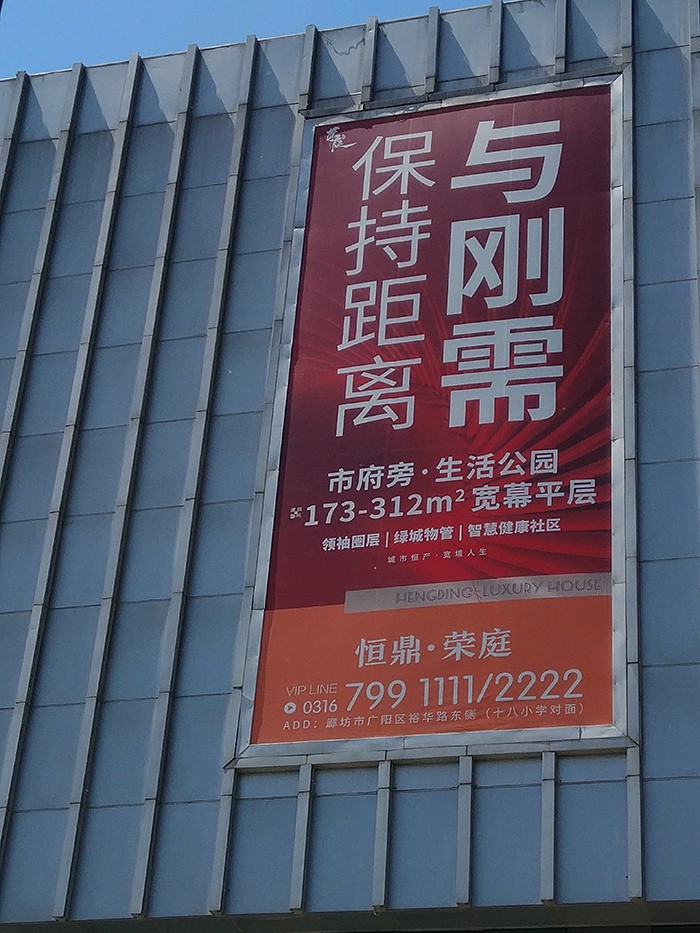 与刚需
保持距离
市府旁·生活公园
173-312m² 宽幕平层
领袖圈层 | 绿城物管 | 智慧健康社区
城市恒产·宽境人生
HENGDING LUXURY HOUSE
恒鼎·荣庭
VIP LINE
0316 799 1111/2222
ADD：廊坊市广阳区裕华路东侧（十八小学对面）